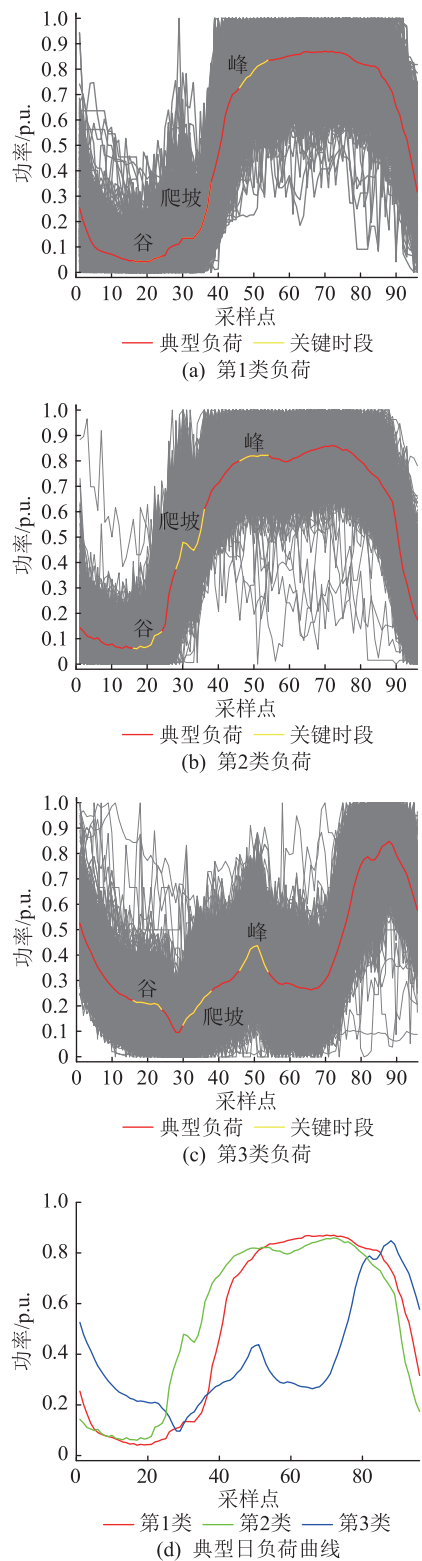 1.0
0.9
0.8
0.7
0.6
0.5
0.4
0.3
0.2
0.1
0
功率/p.u.
峰
爬坡
谷
0 10 20 30 40 50 60 70 80 90
采样点
典型负荷 关键时段
(a) 第1类负荷
1.0
0.9
0.8
0.7
0.6
0.5
0.4
0.3
0.2
0.1
0
功率/p.u.
峰
爬坡
谷
0 10 20 30 40 50 60 70 80 90
采样点
典型负荷 关键时段
(b) 第2类负荷
1.0
0.9
0.8
0.7
0.6
0.5
0.4
0.3
0.2
0.1
0
功率/p.u.
峰
谷
爬坡
0 10 20 30 40 50 60 70 80 90
采样点
典型负荷 关键时段
(c) 第3类负荷
1.0
0.8
0.6
0.4
0.2
0
功率/p.u.
0 20 40 60 80
采样点
第1类 第2类 第3类
(d) 典型日负荷曲线